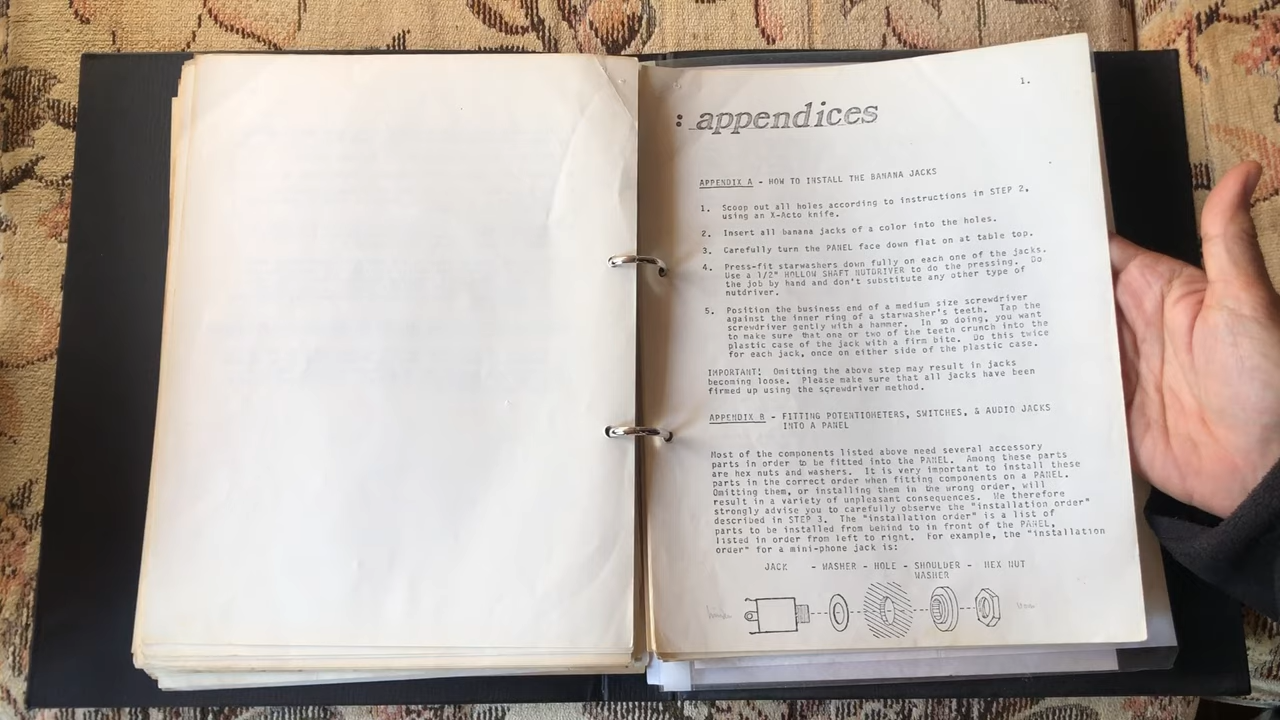 1.
: appendices
APPENDIX A - HOW TO INSTALL THE BANANA JACKS
1. Scoop out all holes according to instructions in STEP 2,
using an X-Acto knife.
2. Insert all banana jacks of a color into the holes.
3. Carefully turn the PANEL face down flat on at table top.
4. Press-fit starwashers down fully on each one of the jacks.
Use a 1/2" HOLLOW SHAFT NUTDRIVER to do the pressing. Do
the job by hand and don't substitute any other type of
nutdriver.
5. Position the business end of a medium size screwdriver
against the inner ring of a starwasher's teeth. Tap the
screwdriver gently with a hammer. In so doing, you want
to make sure that one or two of the teeth crunch into the
plastic case of the jack with a firm bite. Do this twice
for each jack, once on either side of the plastic case.
IMPORTANT: Omitting the above step may result in jacks
becoming loose. Please make sure that all jacks have been
firmed up using the screwdriver method.
APPENDIX B - FITTING POTENTIOMETERS, SWITCHES, & AUDIO JACKS
INTO A PANEL
Most of the components listed above need several accessory
parts in order to be fitted into the PANEL. Among these parts
are hex nuts and washers. It is very important to install these
parts in the correct order when fitting components on a PANEL.
Omitting them, or installing them in the wrong order, will
result in a variety of unpleasant consequences. We therefore
strongly advise you to carefully observe the "installation order"
described in STEP 3. The "installation order" is a list of
parts to be installed from behind to in front of the PANEL,
listed in order from left to right. For example, the "installation
order" for a mini-phone jack is:
JACK - WASHER - HOLE - SHOULDER - HEX NUT
WASHER